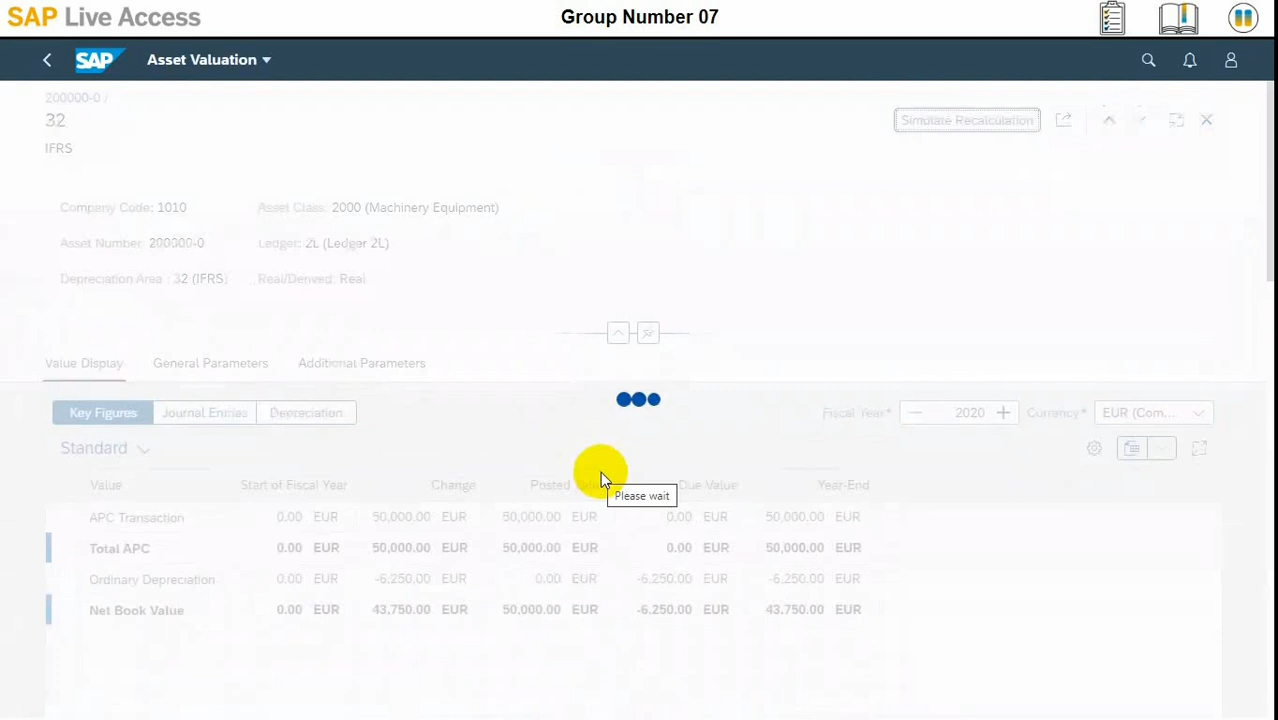 SAP Live Access
Group Number 07
SAP
Asset Valuation
200000-0 /
32
IFRS
Simulate Recalculation
Company Code: 1010
Asset Class: 2000 (Machinery Equipment)
Asset Number: 200000-0
Ledger: 2L (Ledger 2L)
Depreciation Area : 32 (IFRS)
Real/Derived: Real
Value Display General Parameters Additional Parameters
Key Figures Journal Entries Depreciation Fiscal Year* 2020 Currency* EUR (Com...
Standard
Value Start of Fiscal Year Change Posted Due Value Year-End
Please wait
APC Transaction 0.00 EUR 50,000.00 EUR 50,000.00 EUR 0.00 EUR 50,000.00 EUR
Total APC 0.00 EUR 50,000.00 EUR 50,000.00 EUR 0.00 EUR 50,000.00 EUR
Ordinary Depreciation 0.00 EUR -6,250.00 EUR 0.00 EUR -6,250.00 EUR -6,250.00 EUR
Net Book Value 0.00 EUR 43,750.00 EUR 50,000.00 EUR -6,250.00 EUR 43,750.00 EUR